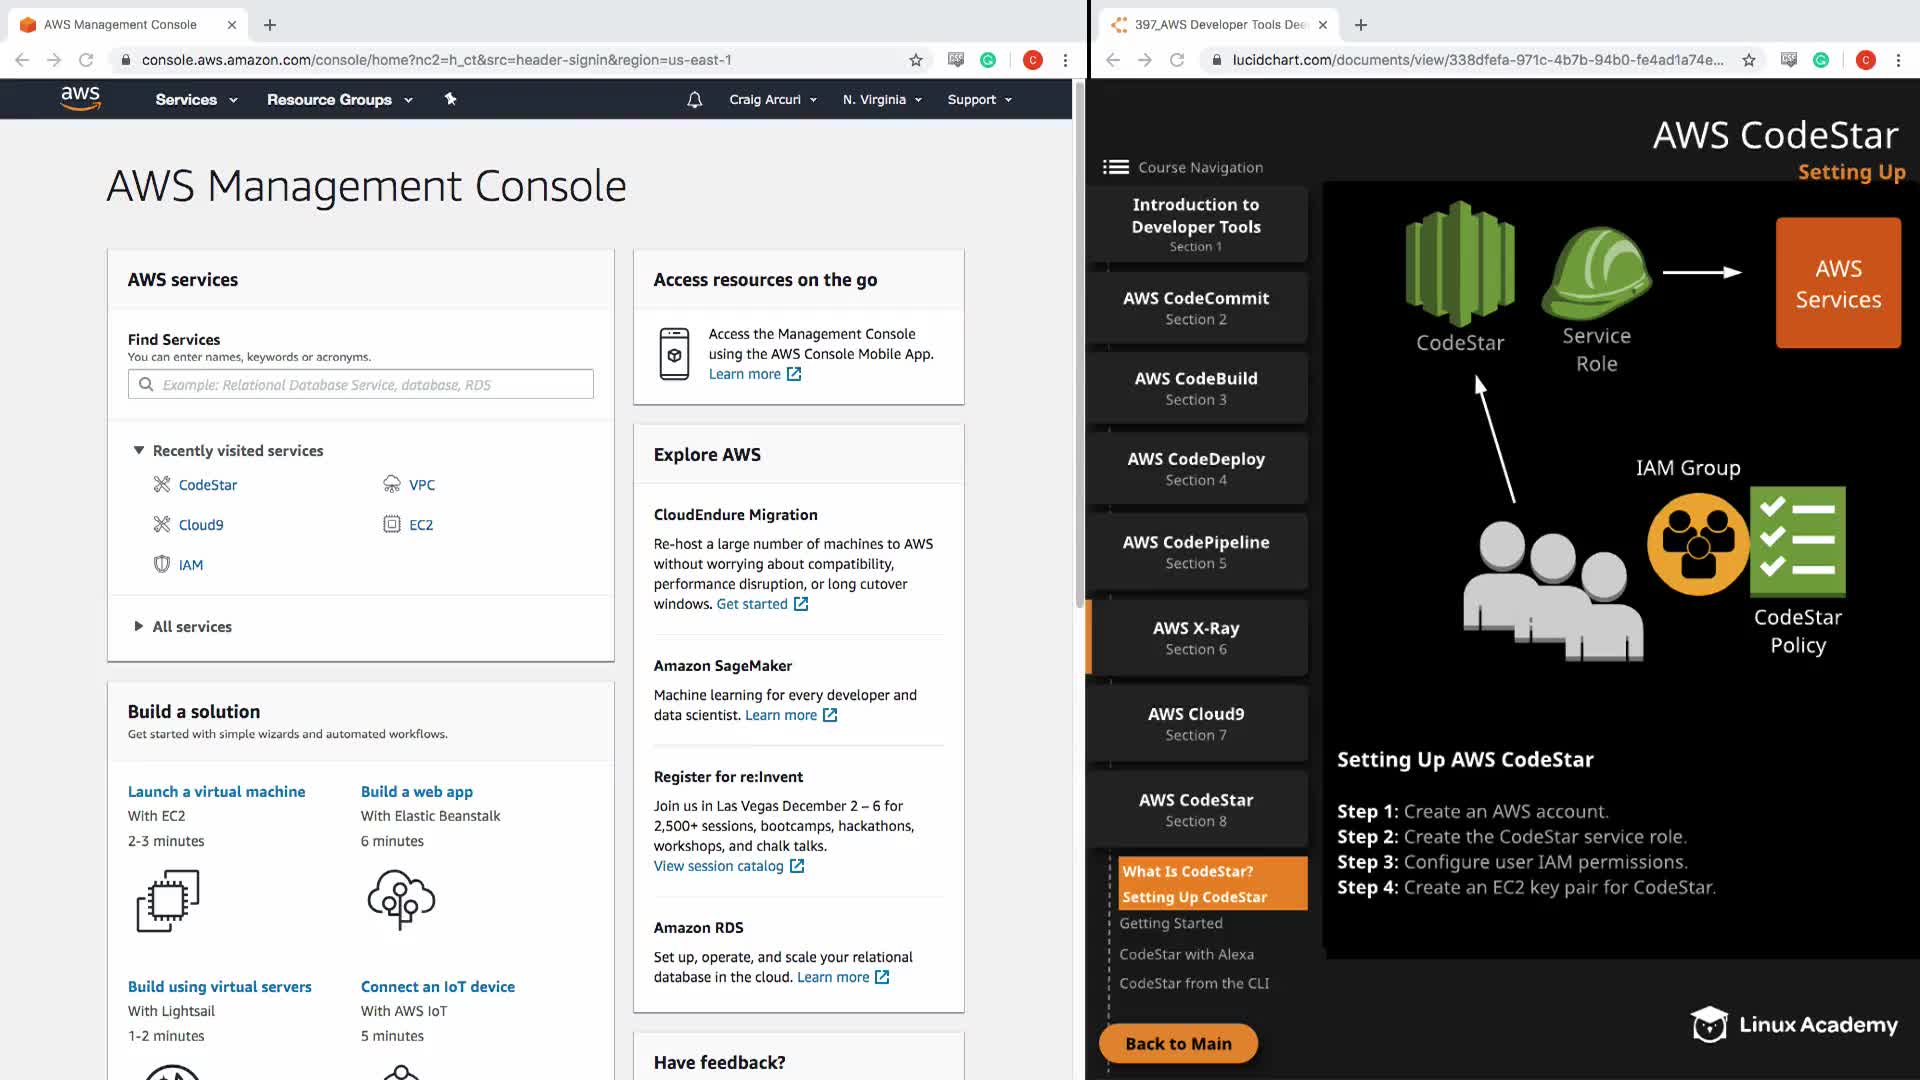 AWS Management Console
console.aws.amazon.com/console/home?nc2=h_ct&src=header-signin&region=us-east-1
C
aws
Services
Resource Groups
Craig Arcuri
N. Virginia
Support
AWS Management Console
AWS services
Find Services
You can enter names, keywords or acronyms.
Example: Relational Database Service, database, RDS
Recently visited services
CodeStar
VPC
Cloud9
EC2
IAM
All services
Build a solution
Get started with simple wizards and automated workflows.
Launch a virtual machine
With EC2
2-3 minutes
Build a web app
With Elastic Beanstalk
6 minutes
Build using virtual servers
With Lightsail
1-2 minutes
Connect an IoT device
With AWS IoT
5 minutes
Access resources on the go
Access the Management Console
using the AWS Console Mobile App.
Learn more
Explore AWS
CloudEndure Migration
Re-host a large number of machines to AWS
without worrying about compatibility,
performance disruption, or long cutover
windows. Get started
Amazon SageMaker
Machine learning for every developer and
data scientist. Learn more
Register for re:Invent
Join us in Las Vegas December 2 – 6 for
2,500+ sessions, bootcamps, hackathons,
workshops, and chalk talks.
View session catalog
Amazon RDS
Set up, operate, and scale your relational
database in the cloud. Learn more
Have feedback?
397_AWS Developer Tools Dee
lucidchart.com/documents/view/338dfefa-971c-4b7b-94b0-fe4ad1a74e...
C
AWS CodeStar
Setting Up
Course Navigation
Introduction to
Developer Tools
Section 1
AWS CodeCommit
Section 2
AWS CodeBuild
Section 3
AWS CodeDeploy
Section 4
AWS CodePipeline
Section 5
AWS X-Ray
Section 6
AWS Cloud9
Section 7
AWS CodeStar
Section 8
What Is CodeStar?
Setting Up CodeStar
Getting Started
CodeStar with Alexa
CodeStar from the CLI
Back to Main
CodeStar
Service
Role
AWS
Services
IAM Group
CodeStar
Policy
Setting Up AWS CodeStar
Step 1: Create an AWS account.
Step 2: Create the CodeStar service role.
Step 3: Configure user IAM permissions.
Step 4: Create an EC2 key pair for CodeStar.
Linux Academy